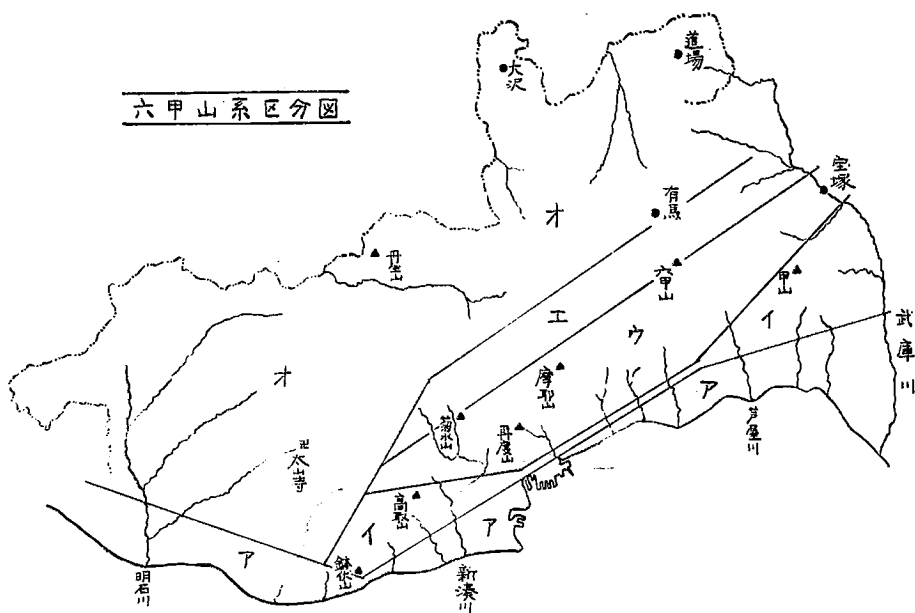 六甲山系区分図
大沢
道場
宝塚
有馬
オ
丹生山
六甲山
甲山
エ
ウ
イ
武庫川
オ
摩耶山
ア
菊水山
再度山
芦屋川
卍
太山寺
高取山
イ
ア
ア
鉢伏山
明石川
新湊川